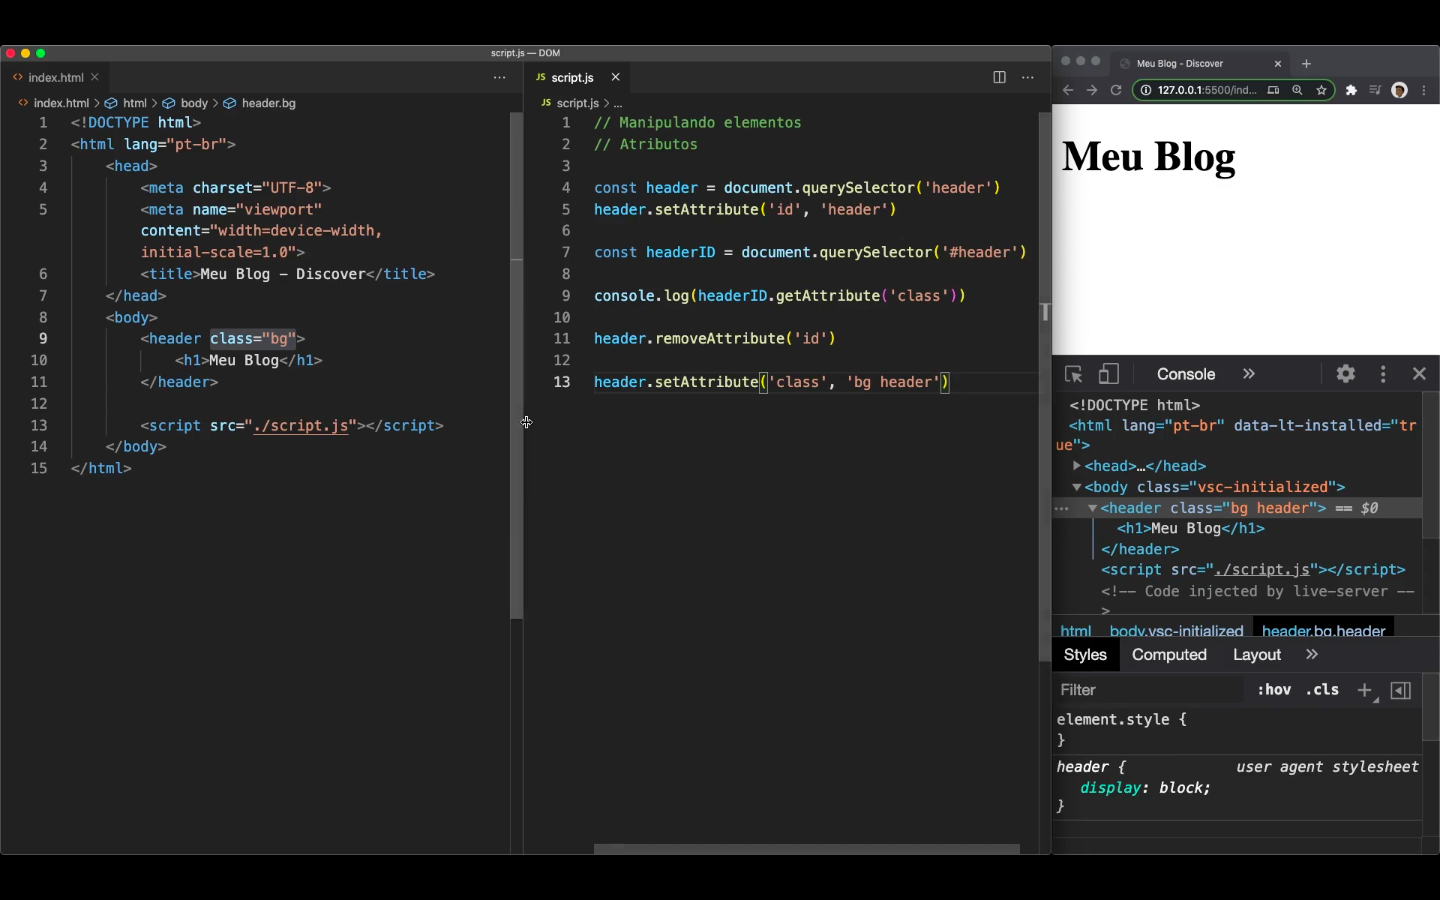 script.js — DOM
index.html
index.html > html > body > header.bg
1 <!DOCTYPE html>
2 <html lang="pt-br">
3 <head>
4 <meta charset="UTF-8">
5 <meta name="viewport"
content="width=device-width,
initial-scale=1.0">
6 <title>Meu Blog - Discover</title>
7 </head>
8 <body>
9 <header class="bg">
10 <h1>Meu Blog</h1>
11 </header>
12
13 <script src="./script.js"></script>
14 </body>
15 </html>
JS script.js
JS script.js > ...
1 // Manipulando elementos
2 // Atributos
3
4 const header = document.querySelector('header')
5 header.setAttribute('id', 'header')
6
7 const headerID = document.querySelector('#header')
8
9 console.log(headerID.getAttribute('class'))
10
11 header.removeAttribute('id')
12
13 header.setAttribute('class', 'bg header')
Meu Blog - Discover
127.0.0.1:5500/ind...
Meu Blog
Console
<!DOCTYPE html>
<html lang="pt-br" data-lt-installed="tr
ue">
<head>…</head>
<body class="vsc-initialized">
<header class="bg header"> == $0
<h1>Meu Blog</h1>
</header>
<script src="./script.js"></script>
<!-- Code injected by live-server --
>
html body.vsc-initialized header.bg.header
Styles Computed Layout
Filter :hov .cls
element.style {
}
header { user agent stylesheet
display: block;
}